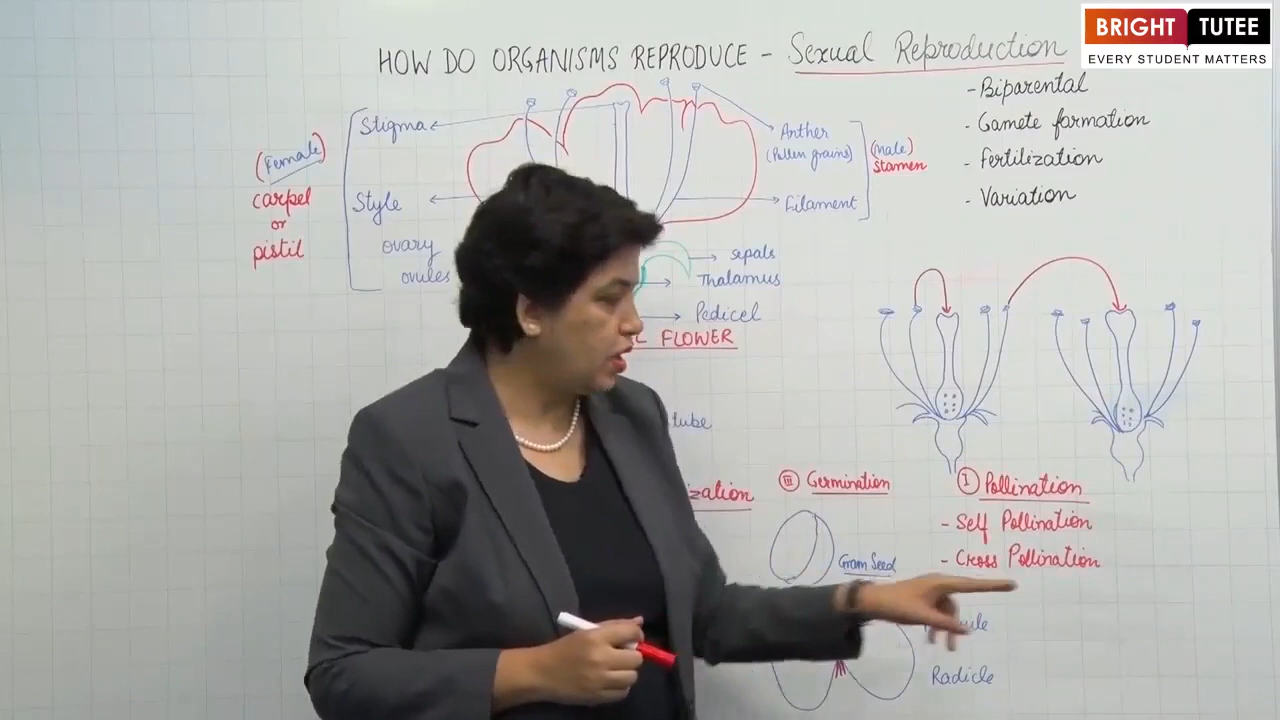 BRIGHT TUTEE
EVERY STUDENT MATTERS
HOW DO ORGANISMS REPRODUCE - Sexual Reproduction
- Biparental
- Gamete formation
- Fertilization
- Variation
Stigma
(Female)
carpel
or
pistil
Style
ovary
ovules
Anther
(Pollen grains)
(male)
Stamen
Filament
sepals
Thalamus
Pedicel
FLOWER
tube
ization
III Germination
Gram Seed
Radicle
I Pollination
- Self Pollination
- Cross Pollination